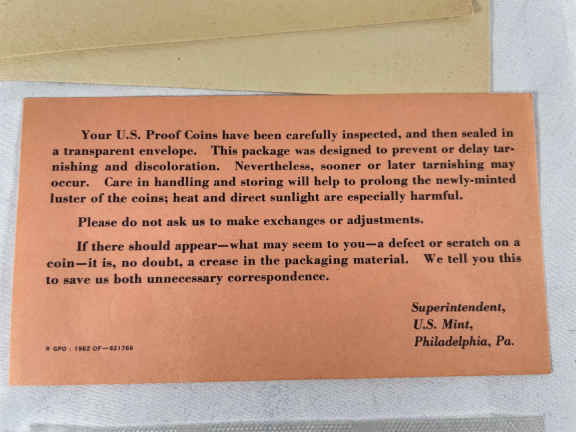 Your U.S. Proof Coins have been carefully inspected, and then sealed in
a transparent envelope. This package was designed to prevent or delay tar-
nishing and discoloration. Nevertheless, sooner or later tarnishing may
occur. Care in handling and storing will help to prolong the newly-minted
luster of the coins; heat and direct sunlight are especially harmful.
Please do not ask us to make exchanges or adjustments.
If there should appear—what may seem to you—a defect or scratch on a
coin—it is, no doubt, a crease in the packaging material. We tell you this
to save us both unnecessary correspondence.
Superintendent,
U.S. Mint,
Philadelphia, Pa.
GPO : 1962 OF—621766